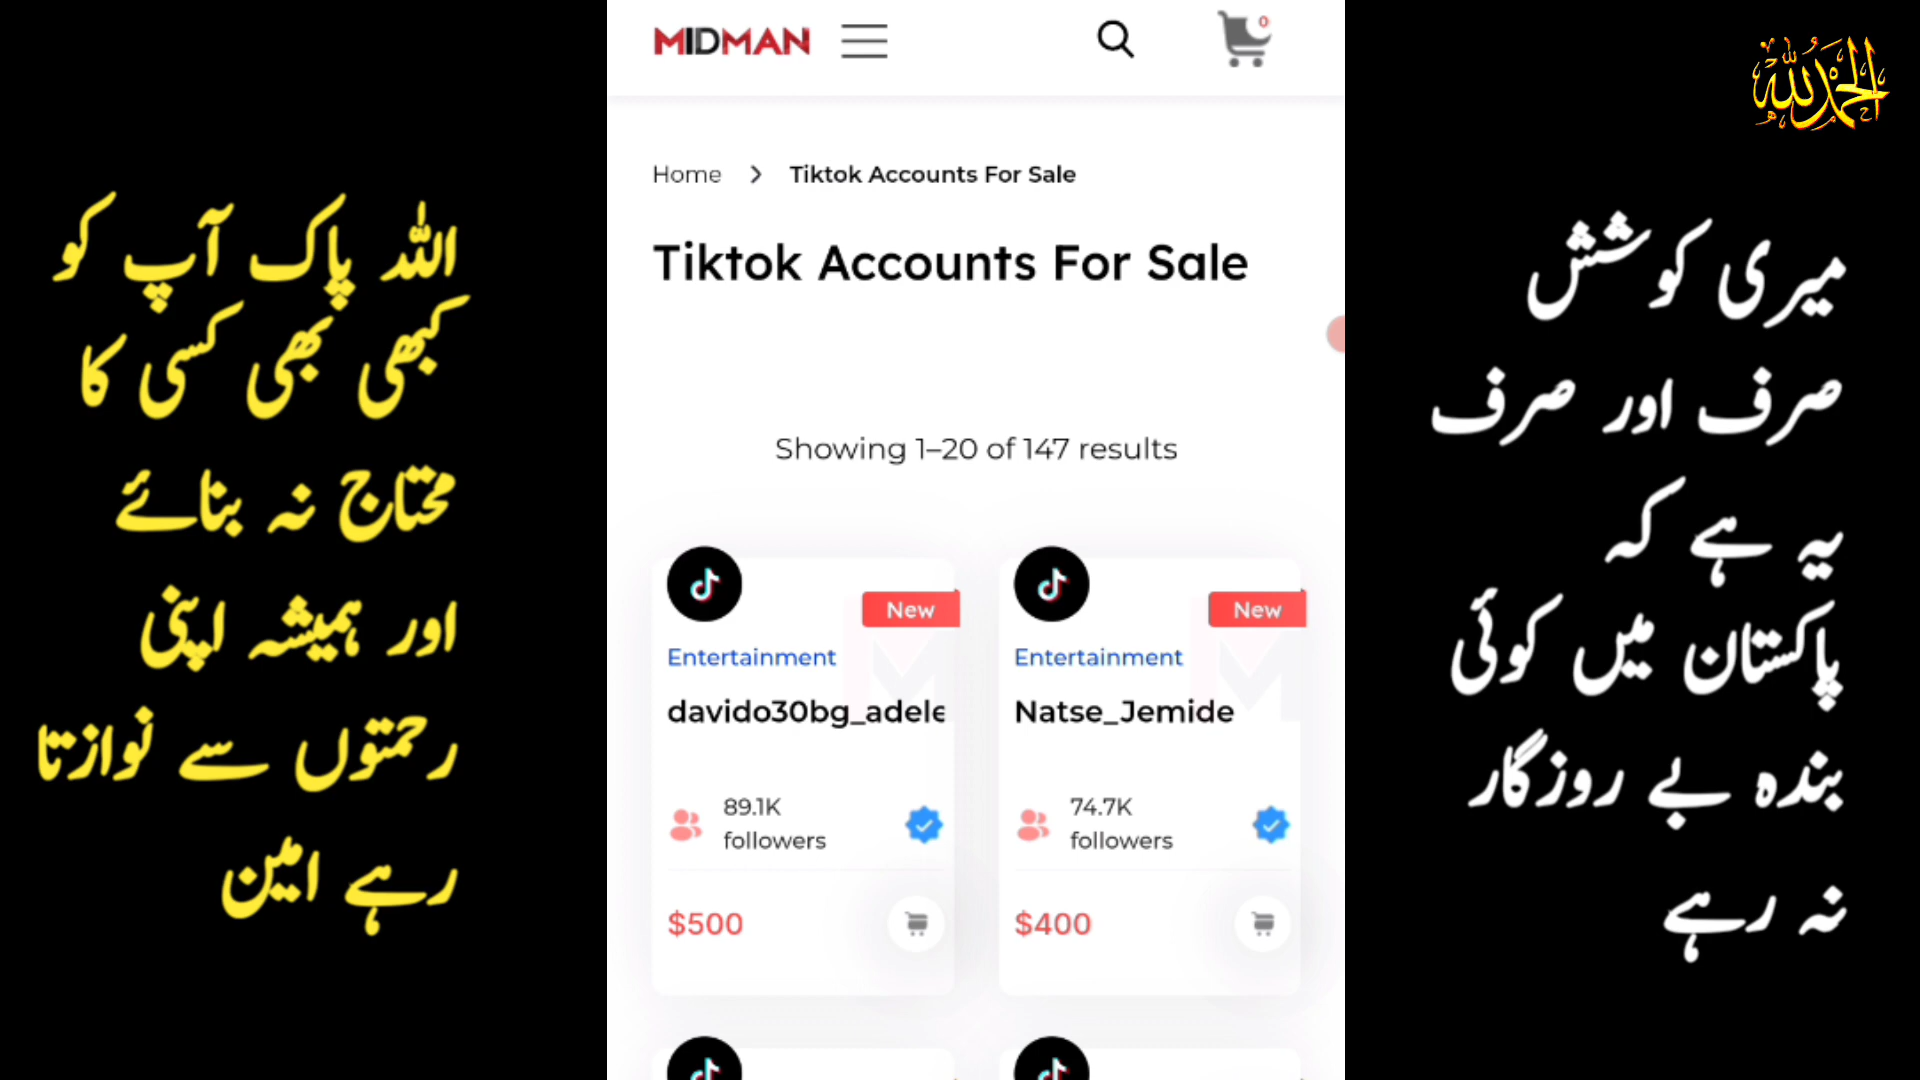 اللہ پاک آپ کو
کبھی بھی کسی کا
محتاج نہ بنائے
اور ہمیشہ اپنی
رحمتوں سے نوازتا
رہے امین
MIDMAN
0
Home > Tiktok Accounts For Sale
Tiktok Accounts For Sale
Showing 1–20 of 147 results
New
Entertainment
davido30bg_adele
89.1K
followers
$500
New
Entertainment
Natse_Jemide
74.7K
followers
$400
الحمدللہ
میری کوشش
صرف اور صرف
یہ ہے کہ
پاکستان میں کوئی
بندہ بے روزگار
نہ رہے